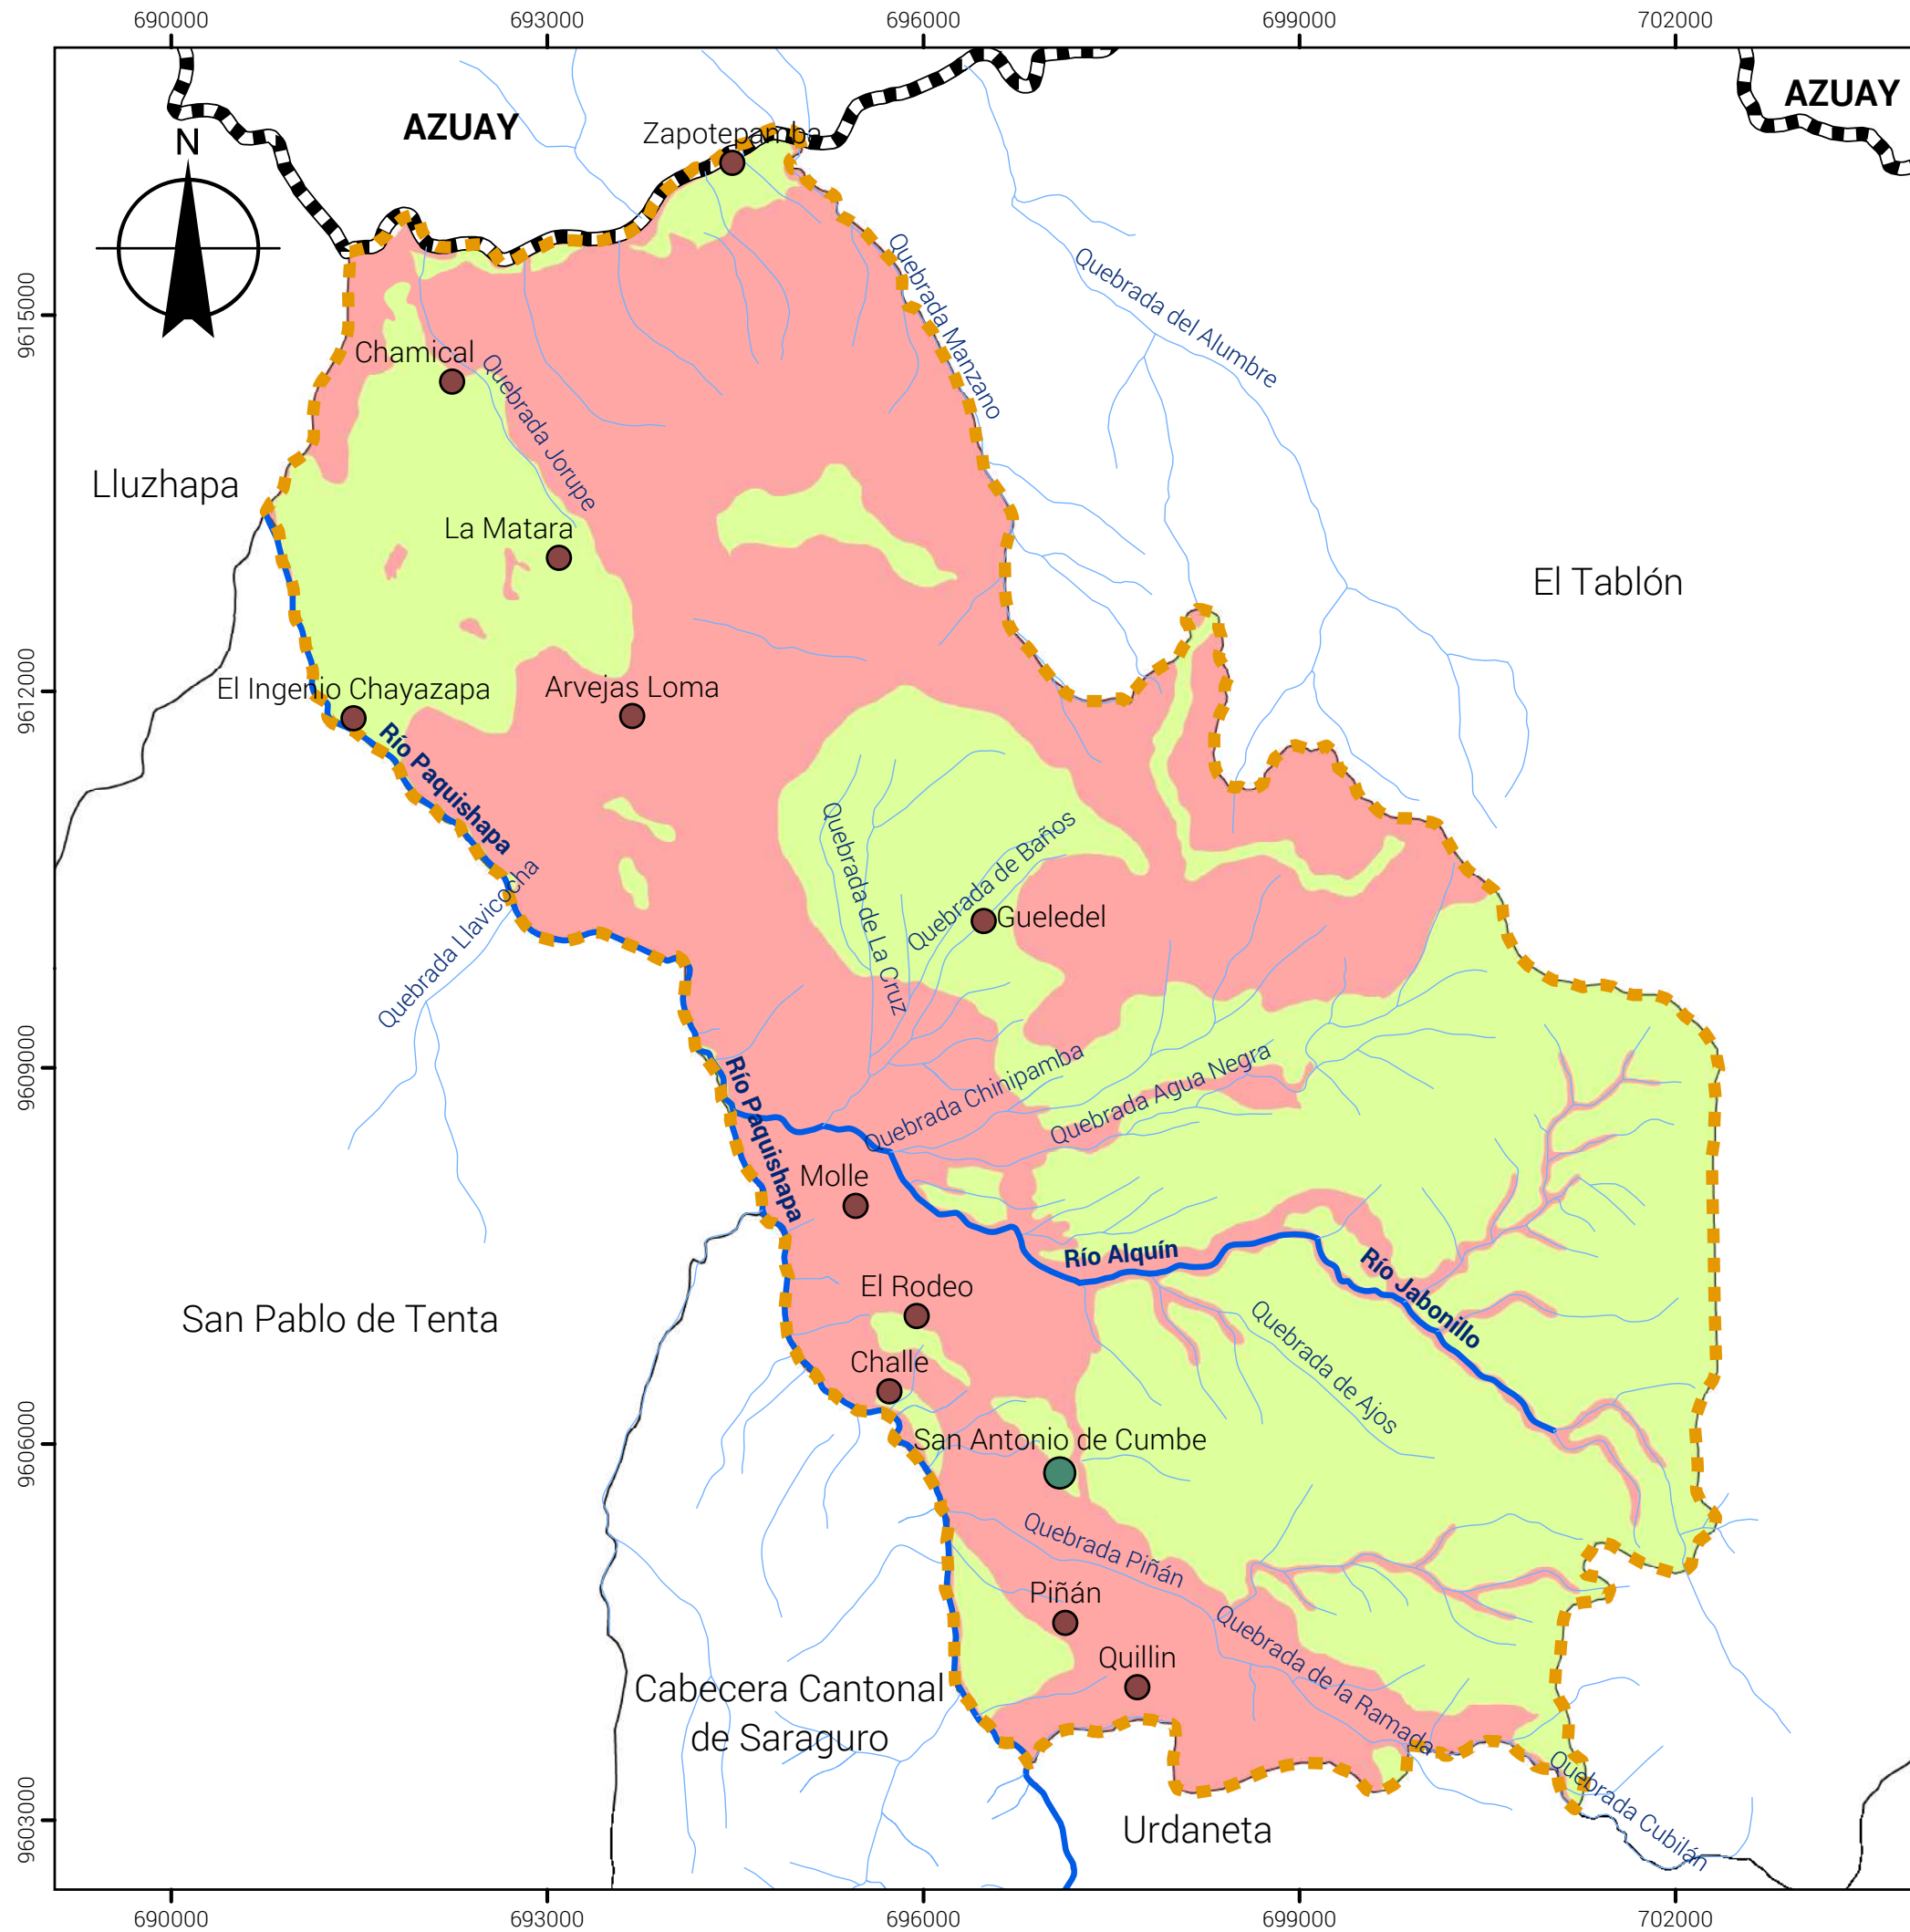 690000
693000
696000
699000
702000
AZUAY
AZUAY
N
Zapotepamba
Quebrada Manzano
Quebrada del Alumbre
9615000
Chamical
Quebrada Jorupe
Lluzhapa
La Matara
El Tablón
9612000
El Ingenio Chayazapa
Arvejas Loma
Río Paquishapa
Quebrada de La Cruz
Quebrada de Baños
Gueledel
Quebrada Llavicocha
9609000
Río Paquishapa
Quebrada Chinipamba
Quebrada Agua Negra
Molle
Río Alquín
Río Jabonillo
El Rodeo
San Pablo de Tenta
Quebrada de Ajos
Challe
9606000
San Antonio de Cumbe
Quebrada Piñán
Piñán
Quebrada de la Ramada
Quillin
Cabecera Cantonal
de Saraguro
Quebrada Cubilán
9603000
Urdaneta
690000
693000
696000
699000
702000